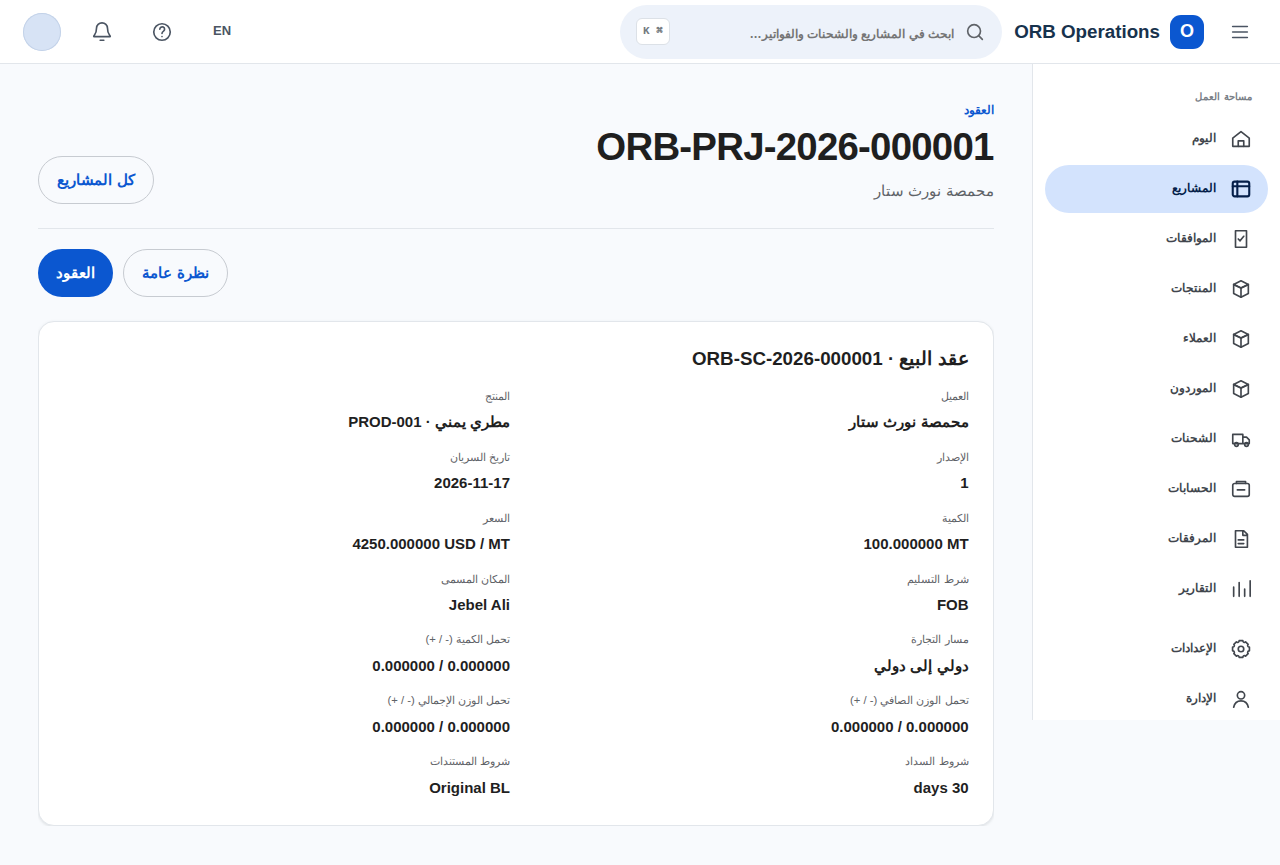 O
ORB Operations
ابحث في المشاريع والشحنات والفواتير...
⌘ K
EN
مساحة العمل
اليوم
المشاريع
الموافقات
المنتجات
العملاء
الموردون
الشحنات
الحسابات
المرفقات
التقارير
الإعدادات
الإدارة
العقود
ORB-PRJ-2026-000001
محمصة نورث ستار
كل المشاريع
نظرة عامة
العقود
عقد البيع · ORB-SC-2026-000001
العميل
محمصة نورث ستار
المنتج
مطري يمني · PROD-001
الإصدار
1
تاريخ السريان
2026-11-17
الكمية
100.000000 MT
السعر
4250.000000 USD / MT
شرط التسليم
FOB
المكان المسمى
Jebel Ali
مسار التجارة
دولي إلى دولي
تحمل الكمية (- / +)
0.000000 / 0.000000
تحمل الوزن الصافي (- / +)
0.000000 / 0.000000
تحمل الوزن الإجمالي (- / +)
0.000000 / 0.000000
شروط السداد
30 days
شروط المستندات
Original BL